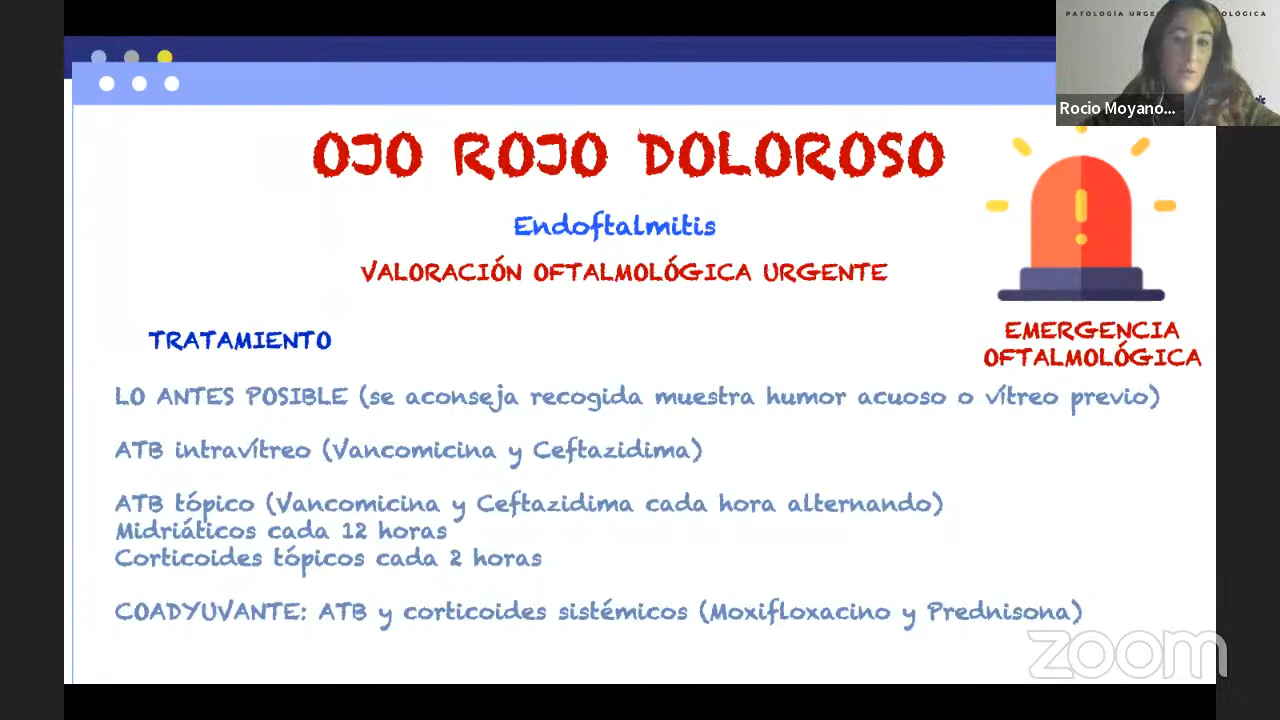 PATOLOGÍA URGE OLÓGICA
Rocio Moyano...
OJO ROJO DOLOROSO
Endoftalmitis
VALORACIÓN OFTALMOLÓGICA URGENTE
EMERGENCIA
OFTALMOLÓGICA
TRATAMIENTO
LO ANTES POSIBLE (se aconseja recogida muestra humor acuoso o vítreo previo)
ATB intravítreo (Vancomicina y Ceftazidima)
ATB tópico (Vancomicina y Ceftazidima cada hora alternando)
Midriáticos cada 12 horas
Corticoides tópicos cada 2 horas
COADYUVANTE: ATB y corticoides sistémicos (Moxifloxacino y Prednisona)
zoom